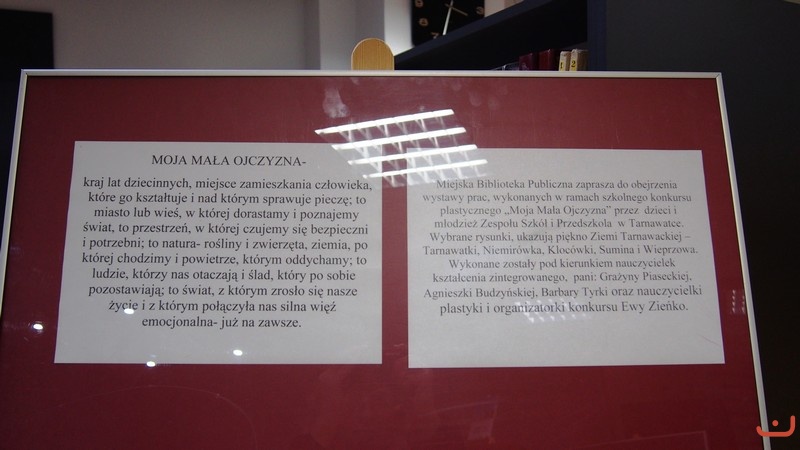 MOJA MAŁA OJCZYZNA-
kraj lat dziecinnych, miejsce zamieszkania człowieka,
które go kształtuje i nad którym sprawuje pieczę; to
miasto lub wieś, w której dorastamy i poznajemy
świat, to przestrzeń, w której czujemy się bezpieczni
i potrzebni; to natura- rośliny i zwierzęta, ziemia, po
której chodzimy i powietrze, którym oddychamy; to
ludzie, którzy nas otaczają i ślad, który po sobie
pozostawiają; to świat, z którym zrosło się nasze
życie i z którym połączyła nas silna więź
emocjonalna- już na zawsze.
Miejska Biblioteka Publiczna zaprasza do obejrzenia
wystawy prac, wykonanych w ramach szkolnego konkursu
plastycznego „Moja Mała Ojczyzna” przez dzieci i
młodzież Zespołu Szkół i Przedszkola w Tarnawatce.
Wybrane rysunki, ukazują piękno Ziemi Tarnawackiej –
Tarnawatki, Niemirówka, Klocówki, Sumina i Wieprzowa.
Wykonane zostały pod kierunkiem nauczycielek
kształcenia zintegrowanego, pani: Grażyny Piaseckiej,
Agnieszki Budzyńskiej, Barbary Tyrki oraz nauczycielki
plastyki i organizatorki konkursu Ewy Zieńko.